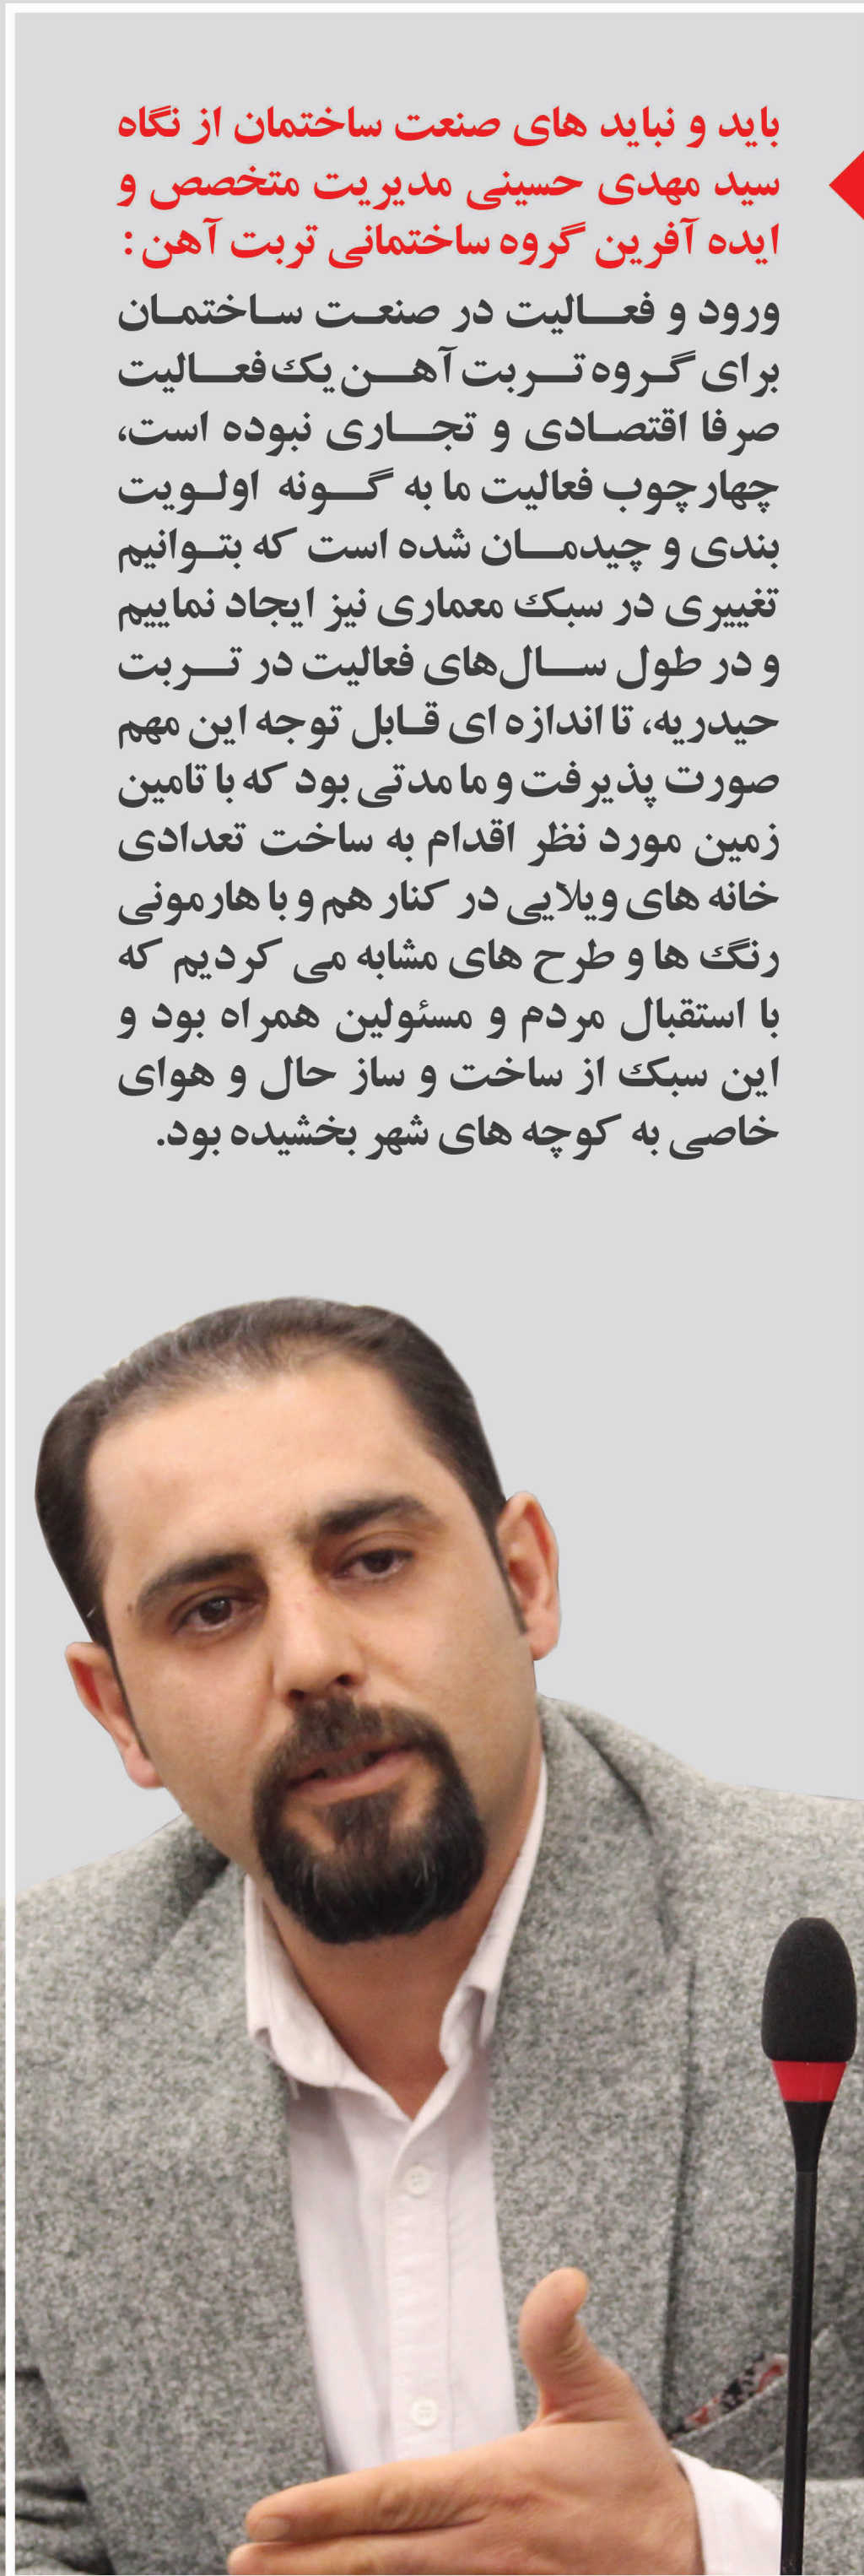 باید و نباید های صنعت ساختمان از نگاه
سید مهدی حسینی مدیریت متخصص و
ایده آفرین گروه ساختمانی تربت آهن :
ورود و فعـــالیت در صنعـت سـاختمـان
برای گـروه تـــربت آهـــن یک فعـــالیت
صرفا اقتصـادی و تجـــاری نبوده است،
چهارچوب فعالیت ما به گـــونه اولـویت
بندی و چیدمـــان شده است که بتـوانیم
تغییری در سبک معماری نیز ایجاد نماییم
و در طول ســـال‌های فعالیت در تـــربت
حیدریه، تا اندازه ای قـابل توجه این مهم
صورت پذیرفت و ما مدتی بود که با تامین
زمین مورد نظر اقدام به ساخت تعدادی
خانه های ویلایی در کنار هم و با هارمونی
رنگ ها و طرح های مشابه می کردیم که
با استقبال مردم و مسئولین همراه بود و
این سبک از ساخت و ساز حال و هوای
خاصی به کوچه های شهر بخشیده بود.